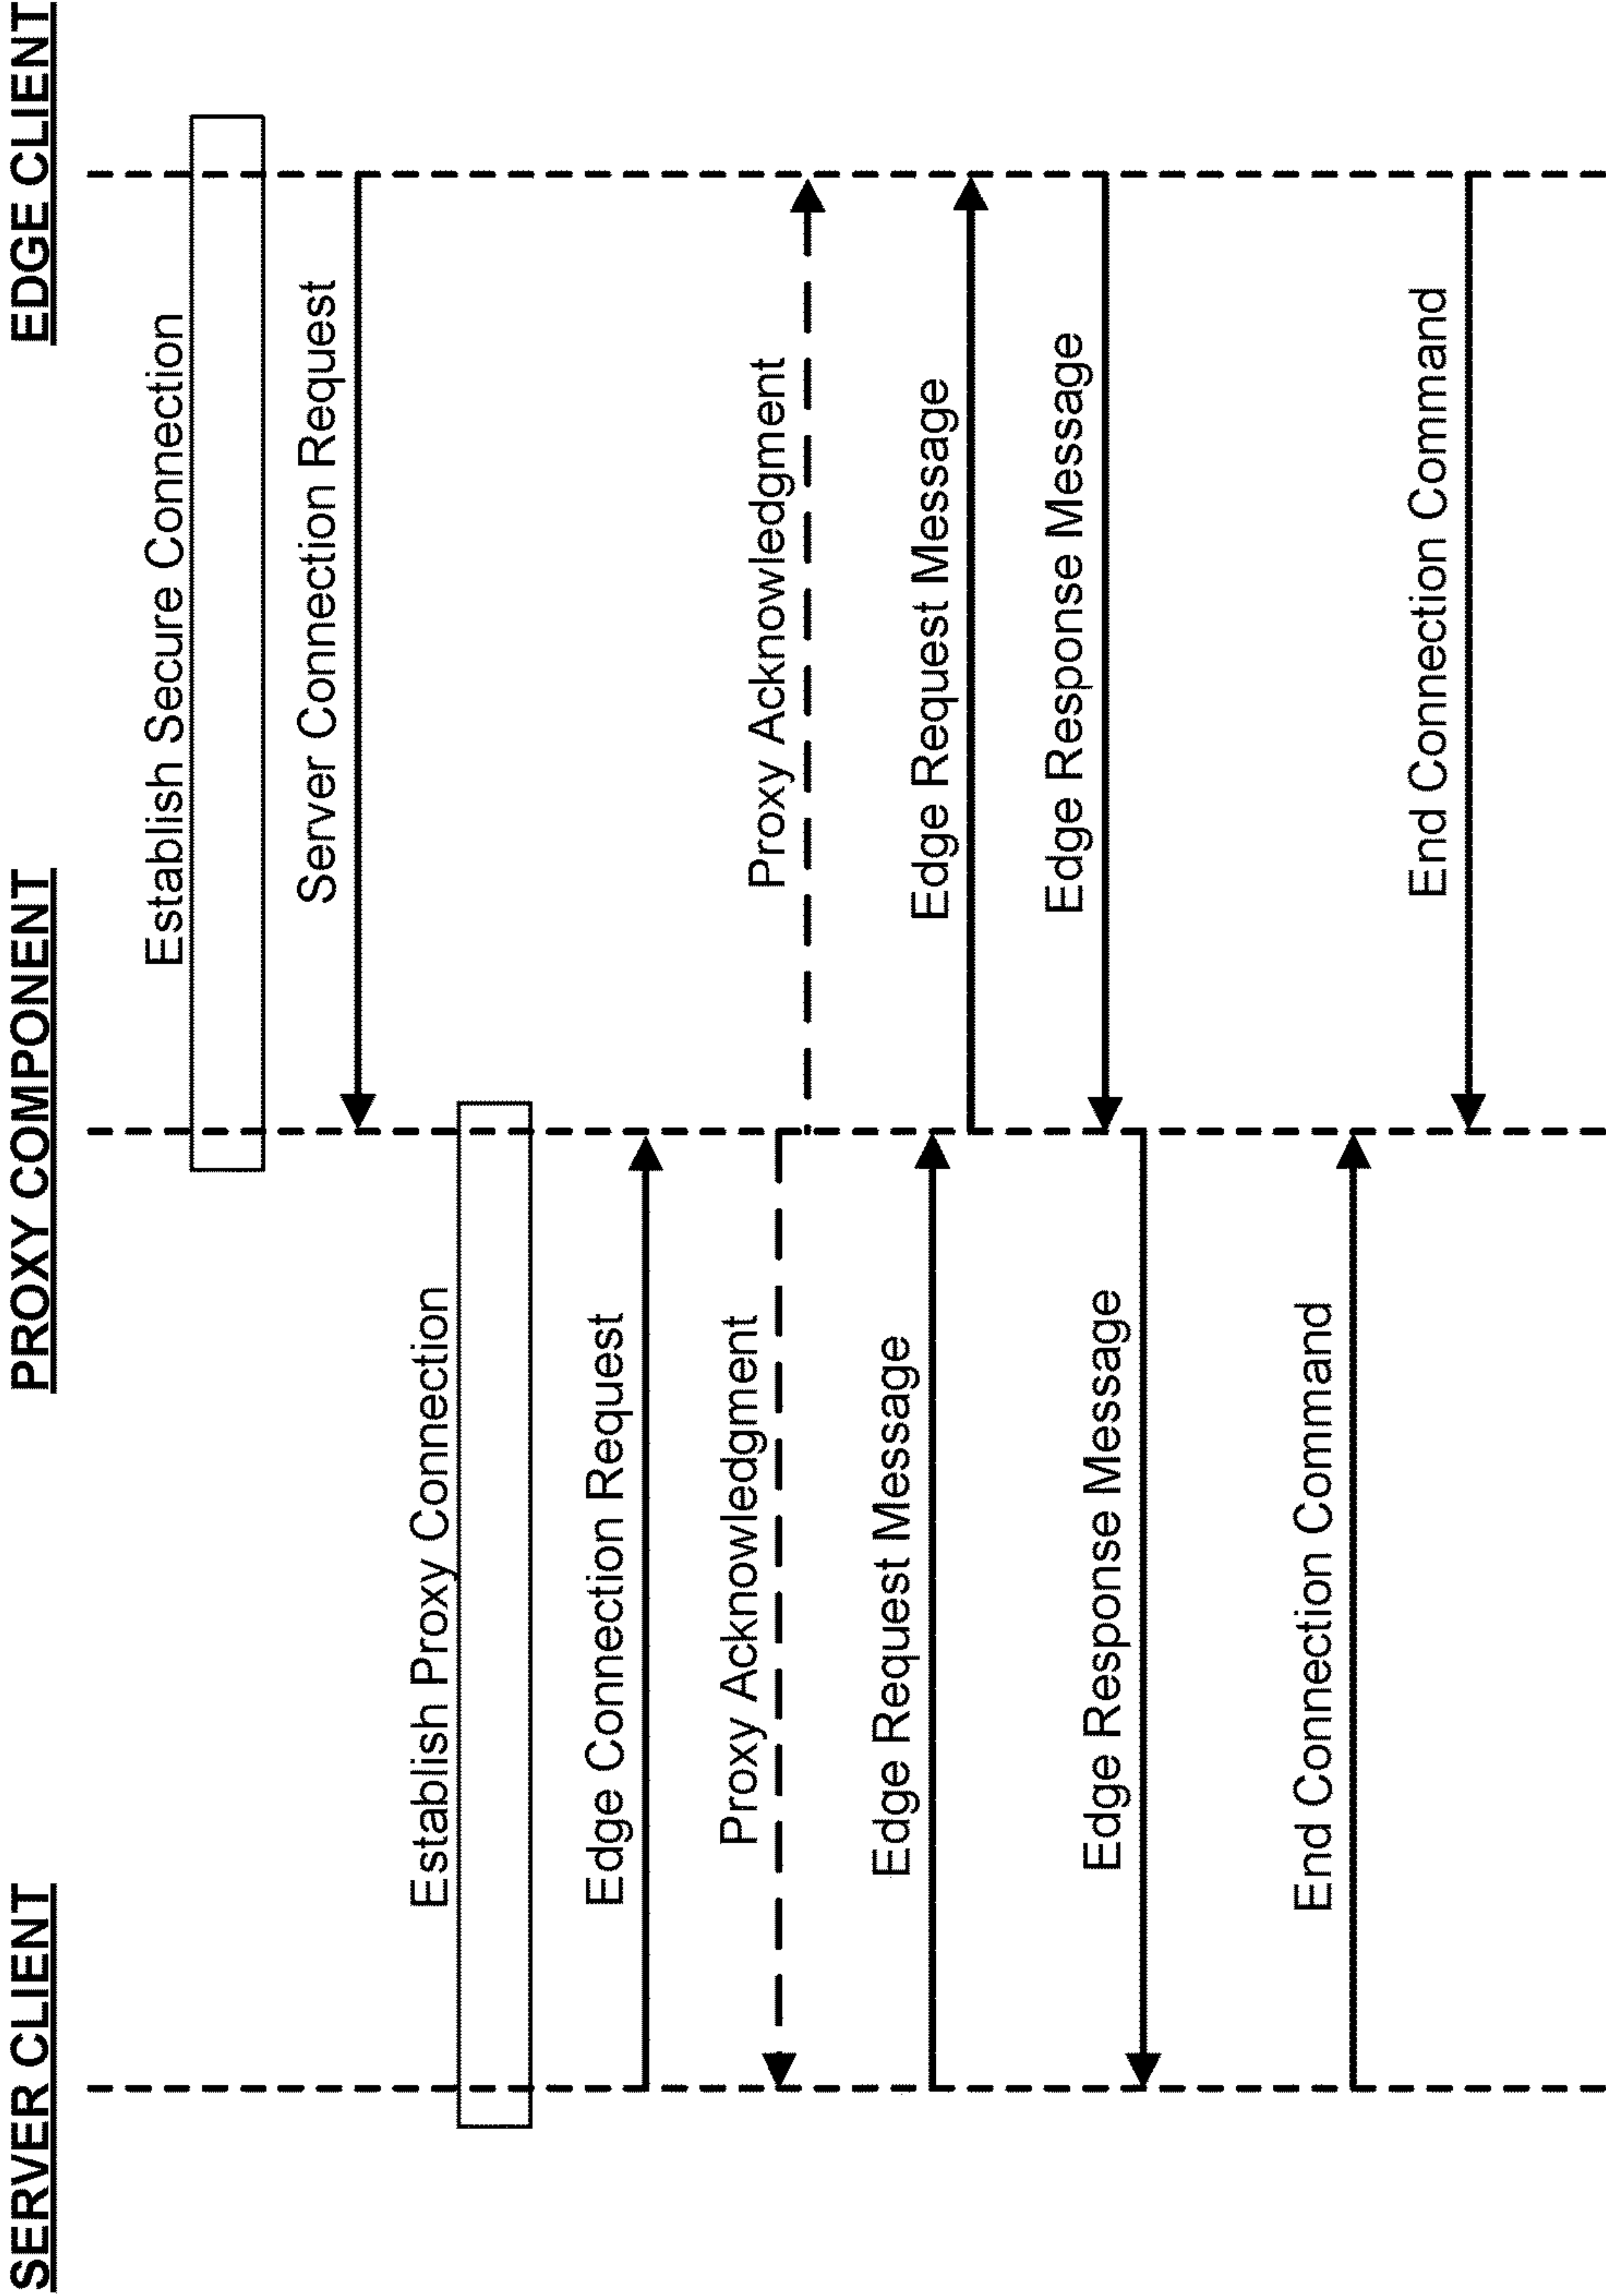 SERVER CLIENT
PROXY COMPONENT
EDGE CLIENT
Establish Secure Connection
Server Connection Request
Establish Proxy Connection
Edge Connection Request
Proxy Acknowledgment
Proxy Acknowledgment
Edge Request Message
Edge Request Message
Edge Response Message
Edge Response Message
End Connection Command
End Connection Command